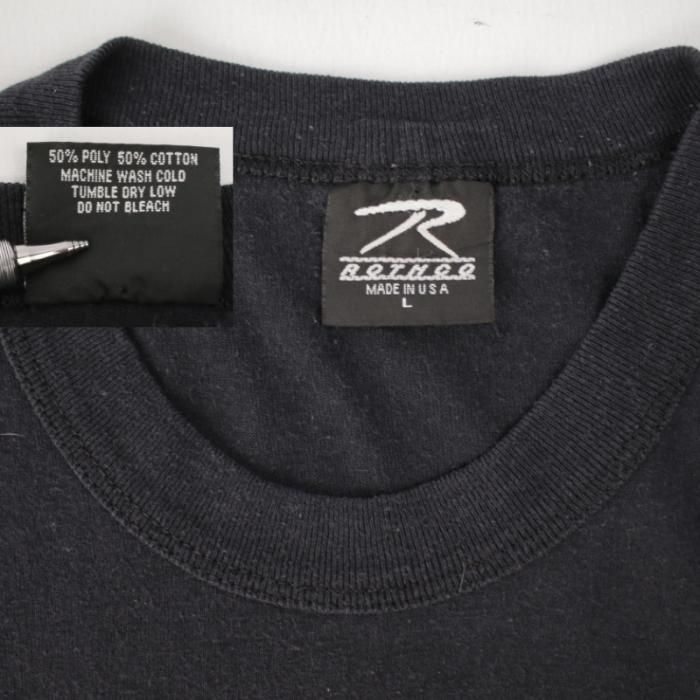 50% POLY 50% COTTON
MACHINE WASH COLD
TUMBLE DRY LOW
DO NOT BLEACH
R
ROTHCO
MADE IN U S A
L